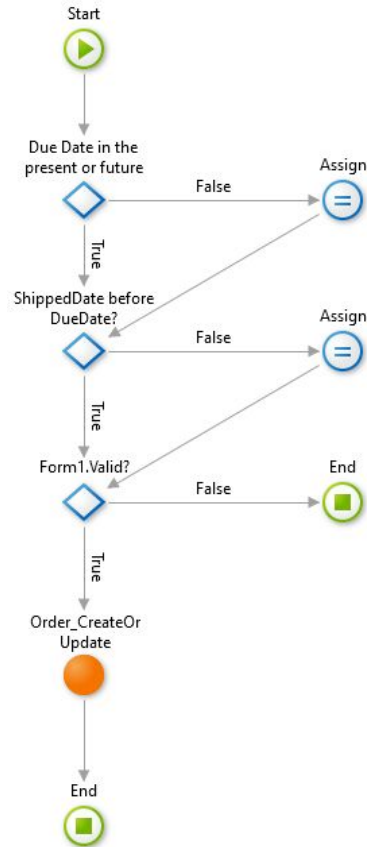 Start
Due Date in the
present or future
False
Assign
True
ShippedDate before
DueDate?
False
Assign
True
Form1.Valid?
False
End
True
Order_CreateOr
Update
End